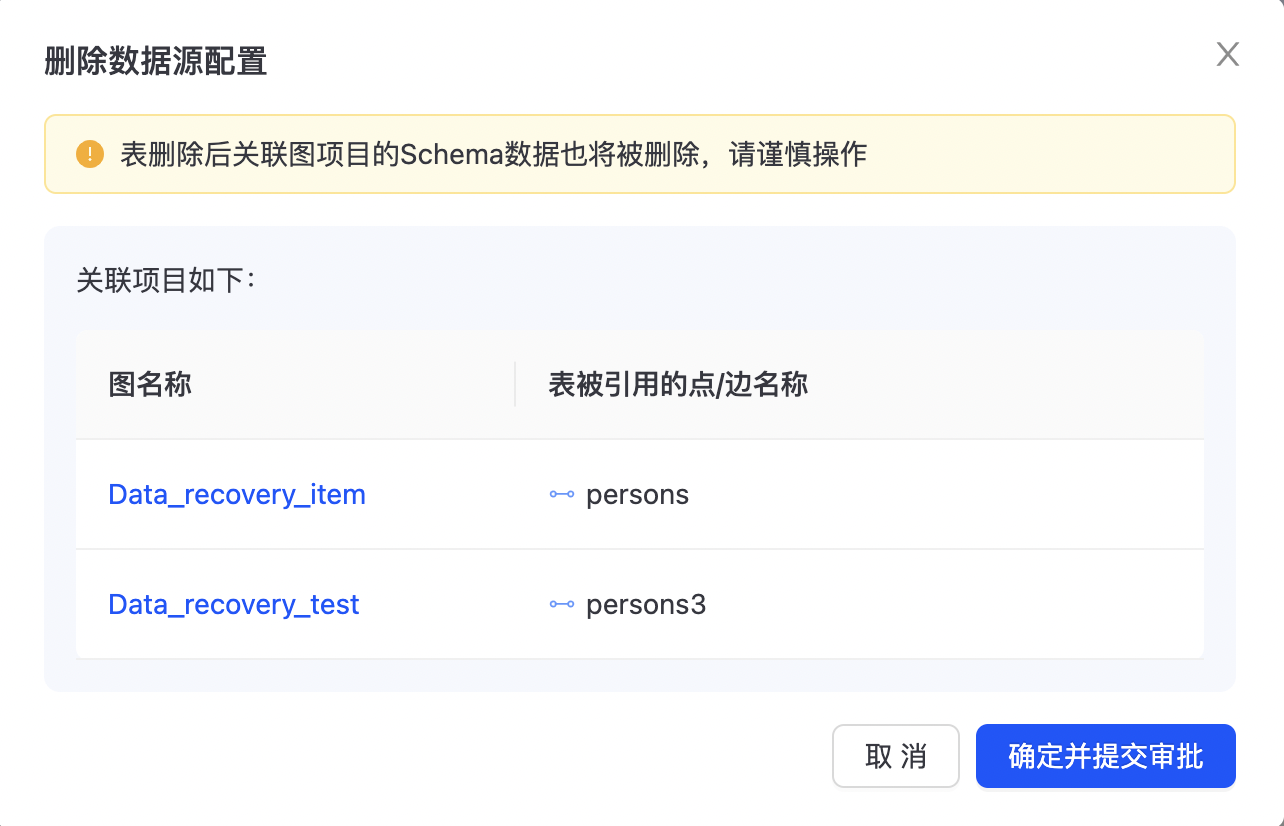 删除数据源配置
表删除后关联图项目的Schema数据也将被删除，请谨慎操作
关联项目如下：
图名称 表被引用的点/边名称
Data_recovery_item persons
Data_recovery_test persons3
取 消 确定并提交审批